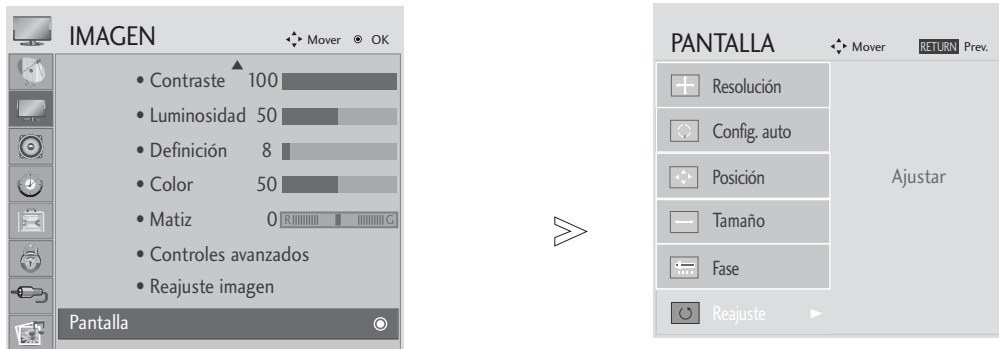 IMAGEN Mover OK
• Contraste 100
• Luminosidad 50
• Definición 8
• Color 50
• Matiz 0 R G
• Controles avanzados
• Reajuste imagen
Pantalla
PANTALLA Mover RETURN Prev.
Resolución
Config. auto
Posición
Tamaño
Fase
Reajuste
Ajustar